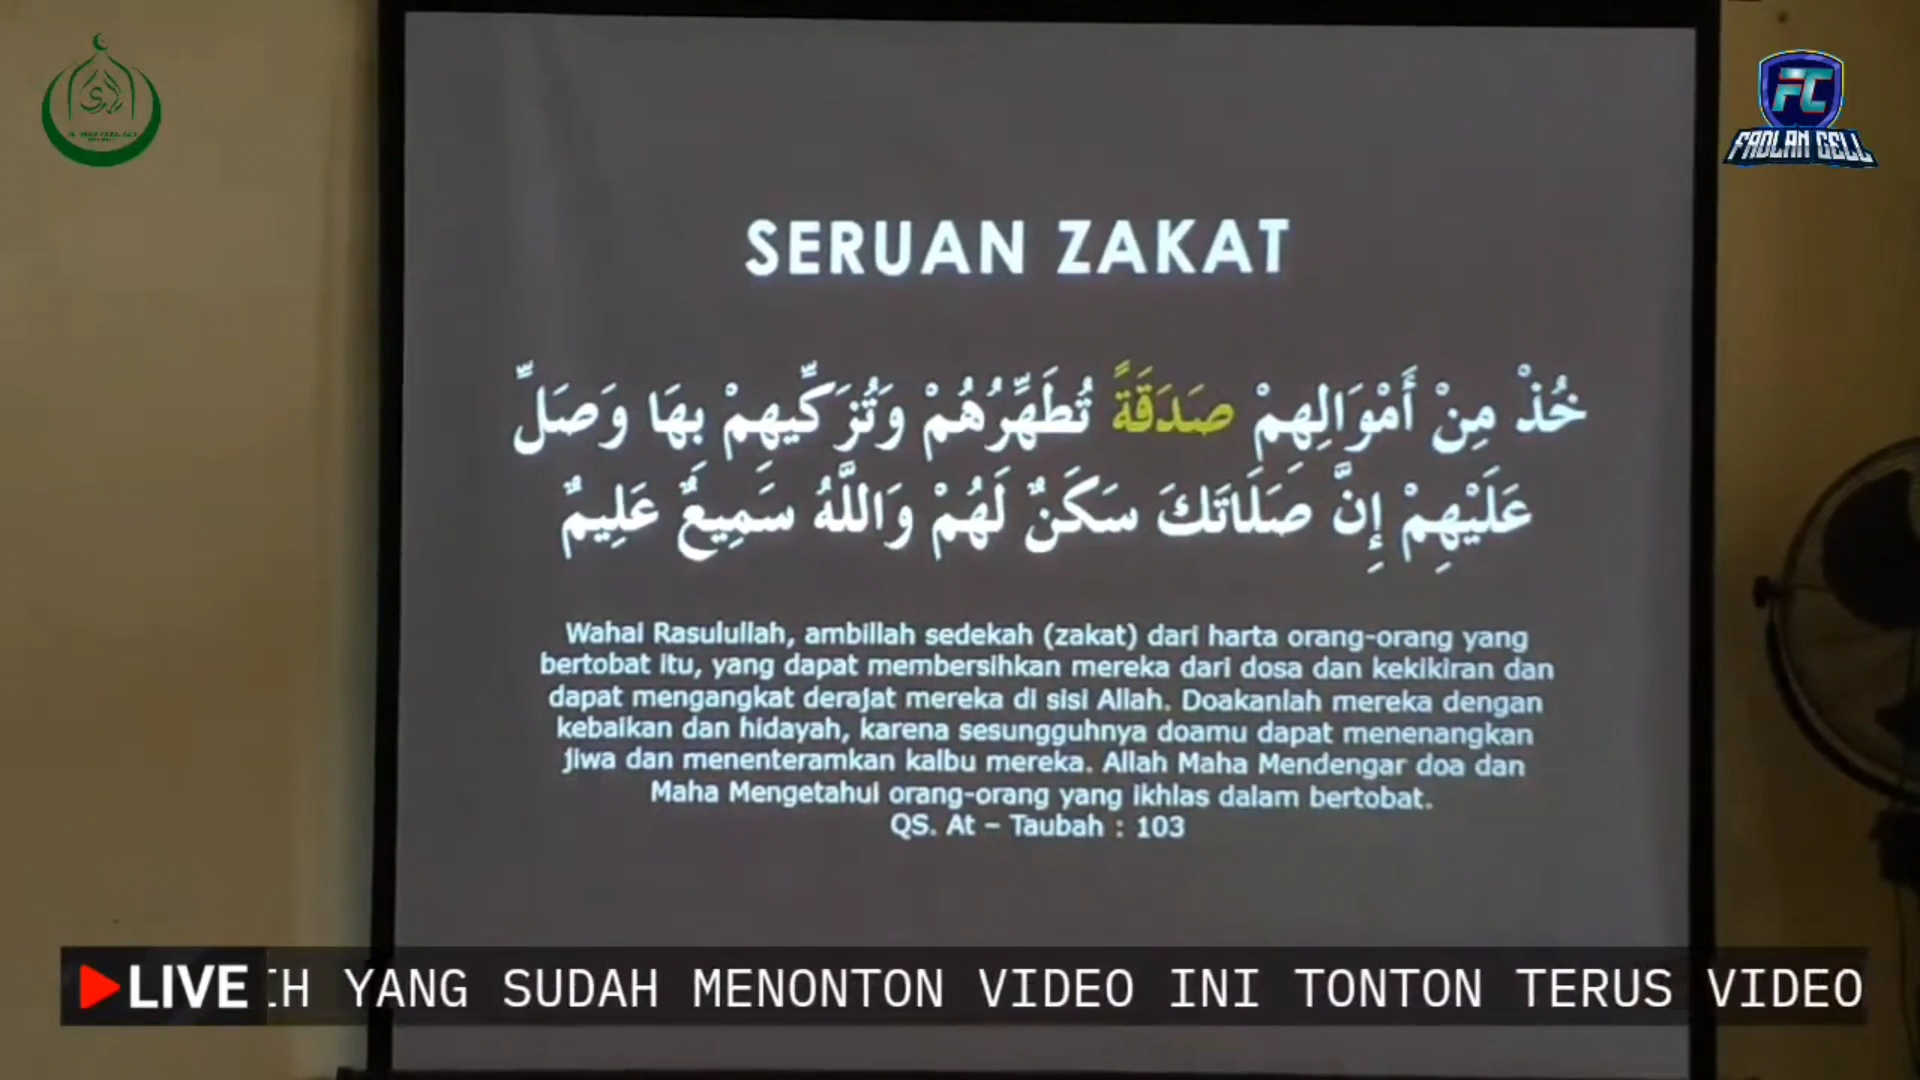 FADLAN CELL
SERUAN ZAKAT
خُذْ مِنْ أَمْوَالِهِمْ صَدَقَةً تُطَهِّرُهُمْ وَتُزَكِّيهِمْ بِهَا وَصَلِّ
عَلَيْهِمْ إِنَّ صَلَاتَكَ سَكَنٌ لَهُمْ وَاللَّهُ سَمِيعٌ عَلِيمٌ
Wahai Rasulullah, ambillah sedekah (zakat) dari harta orang-orang yang
bertobat itu, yang dapat membersihkan mereka dari dosa dan kekikiran dan
dapat mengangkat derajat mereka di sisi Allah. Doakanlah mereka dengan
kebaikan dan hidayah, karena sesungguhnya doamu dapat menenangkan
jiwa dan menenteramkan kalbu mereka. Allah Maha Mendengar doa dan
Maha Mengetahui orang-orang yang ikhlas dalam bertobat.
QS. At – Taubah : 103
LIVE IH YANG SUDAH MENONTON VIDEO INI TONTON TERUS VIDEO